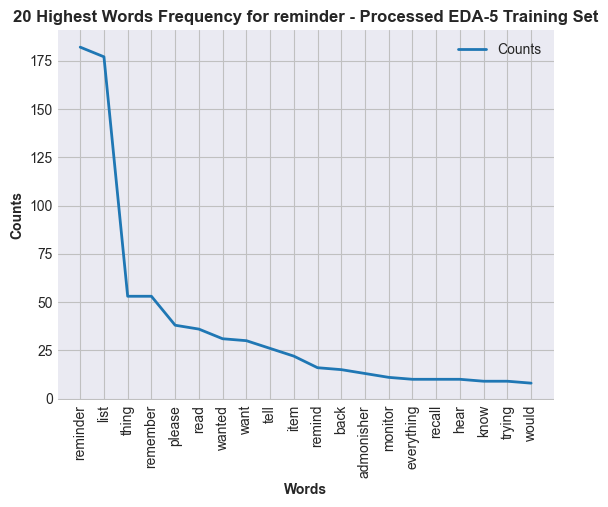 20 Highest Words Frequency for reminder - Processed EDA-5 Training Set
Counts
175
150
125
100
75
50
25
0
Counts
reminder
list
thing
remember
please
read
wanted
want
tell
item
remind
back
admonisher
monitor
everything
recall
hear
know
trying
would
Words